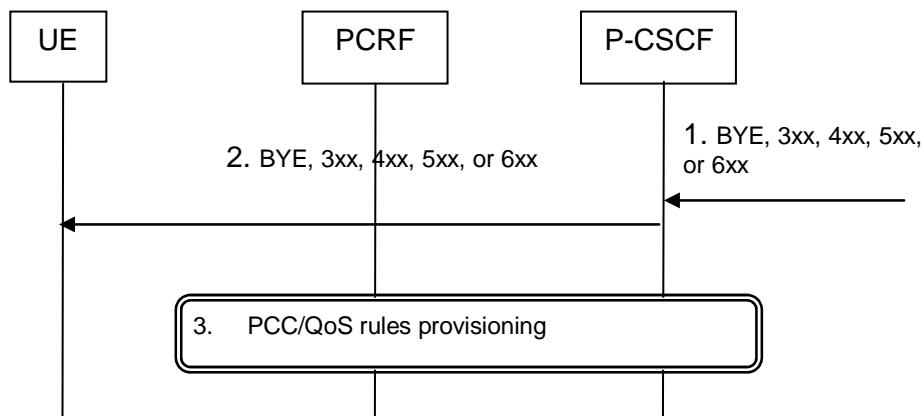 UE
PCRF
P-CSCF
1. BYE, 3xx, 4xx, 5xx,
or 6xx
2. BYE, 3xx, 4xx, 5xx, or 6xx
3. PCC/QoS rules provisioning